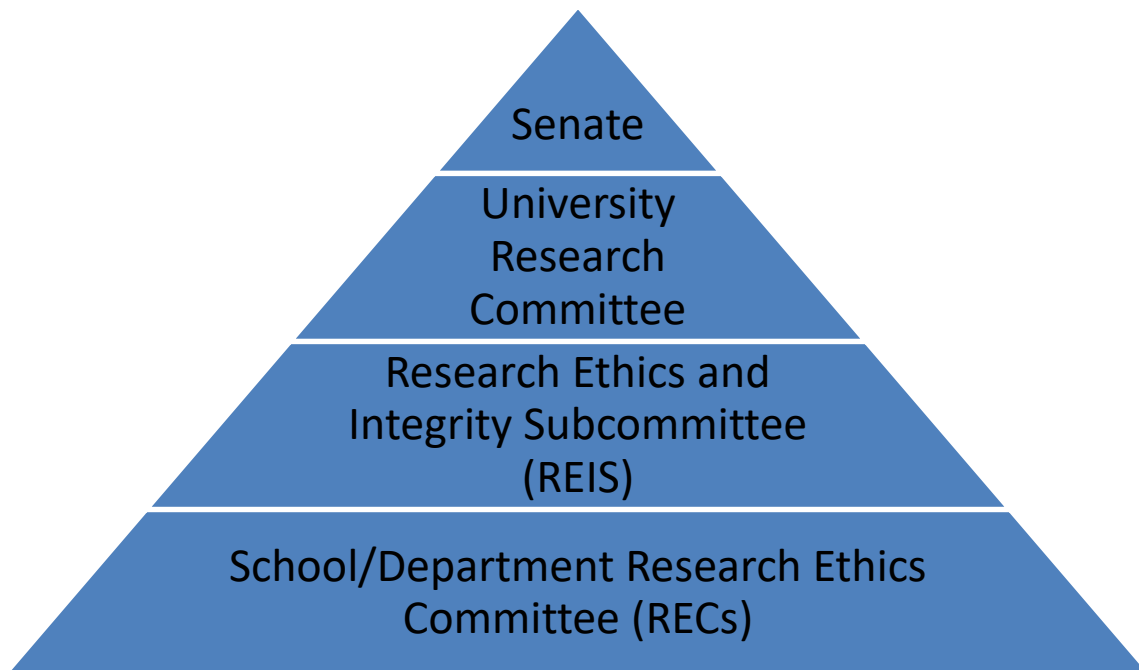 Senate
University
Research
Committee
Research Ethics and
Integrity Subcommittee
(REIS)
School/Department Research Ethics
Committee (RECs)